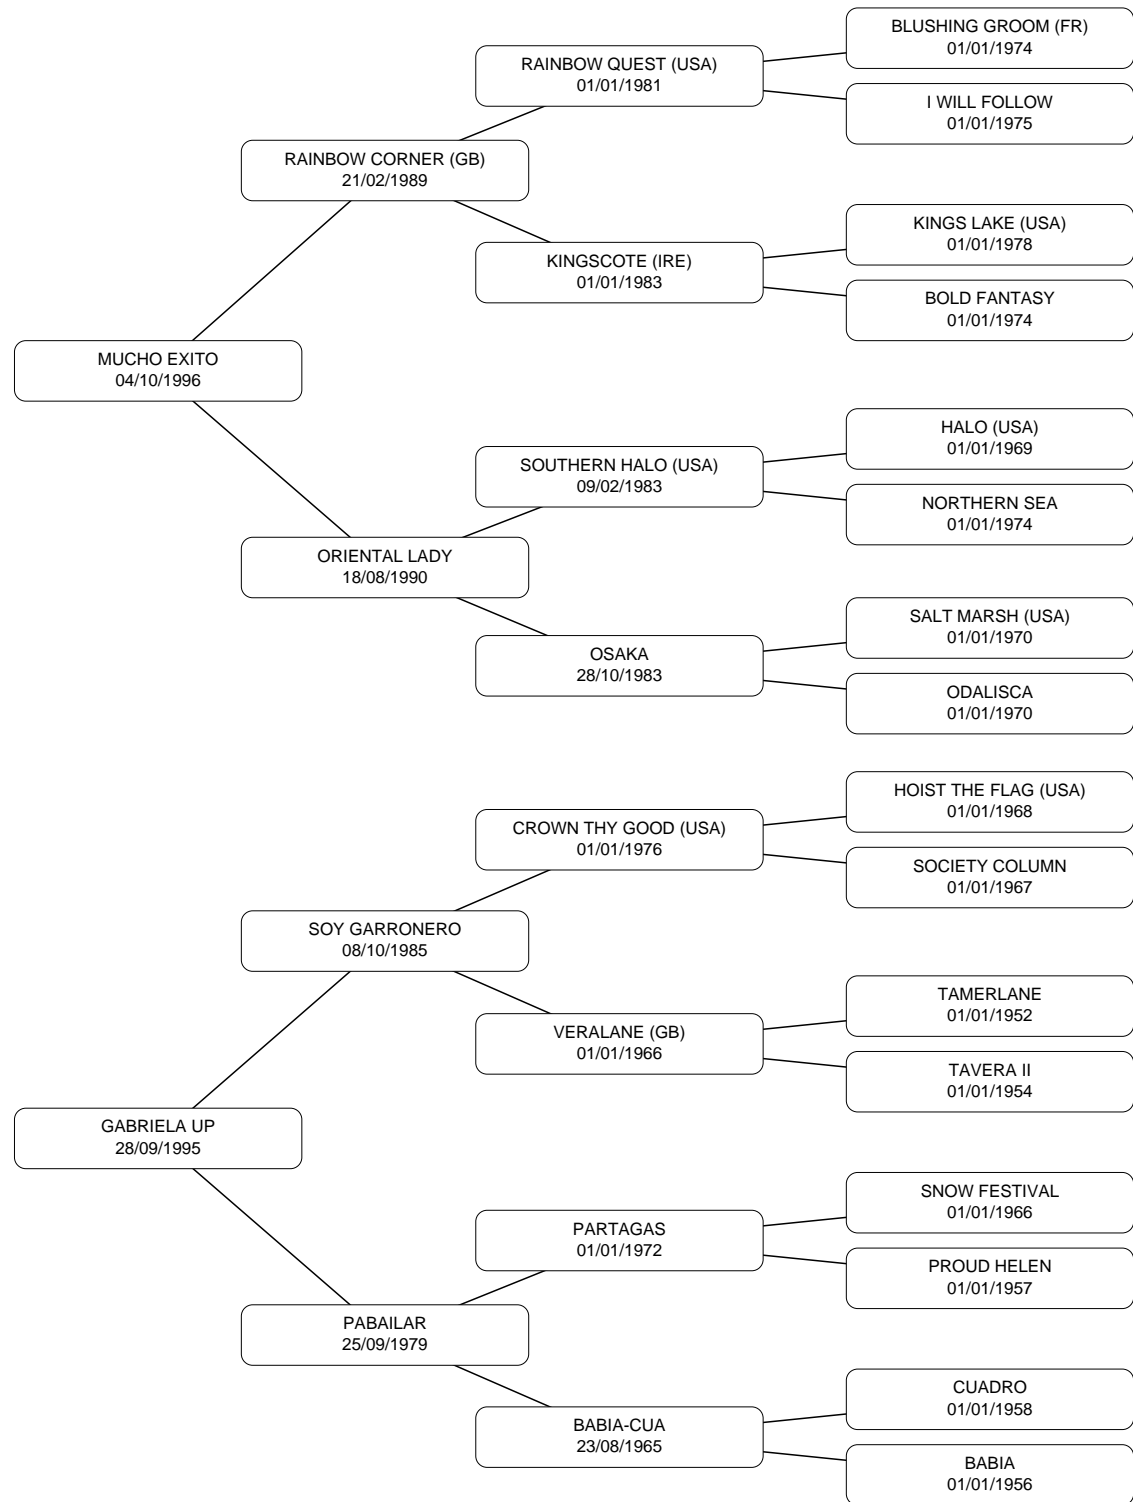 BLUSHING GROOM (FR)
01/01/1974
RAINBOW QUEST (USA)
01/01/1981
I WILL FOLLOW
01/01/1975
RAINBOW CORNER (GB)
21/02/1989
KINGS LAKE (USA)
01/01/1978
KINGSCOTE (IRE)
01/01/1983
BOLD FANTASY
01/01/1974
MUCHO EXITO
04/10/1996
HALO (USA)
01/01/1969
SOUTHERN HALO (USA)
09/02/1983
NORTHERN SEA
01/01/1974
ORIENTAL LADY
18/08/1990
SALT MARSH (USA)
01/01/1970
OSAKA
28/10/1983
ODALISCA
01/01/1970
HOIST THE FLAG (USA)
01/01/1968
CROWN THY GOOD (USA)
01/01/1976
SOCIETY COLUMN
01/01/1967
SOY GARRONERO
08/10/1985
TAMERLANE
01/01/1952
VERALANE (GB)
01/01/1966
TAVERA II
01/01/1954
GABRIELA UP
28/09/1995
SNOW FESTIVAL
01/01/1966
PARTAGAS
01/01/1972
PROUD HELEN
01/01/1957
PABAILAR
25/09/1979
CUADRO
01/01/1958
BABIA-CUA
23/08/1965
BABIA
01/01/1956